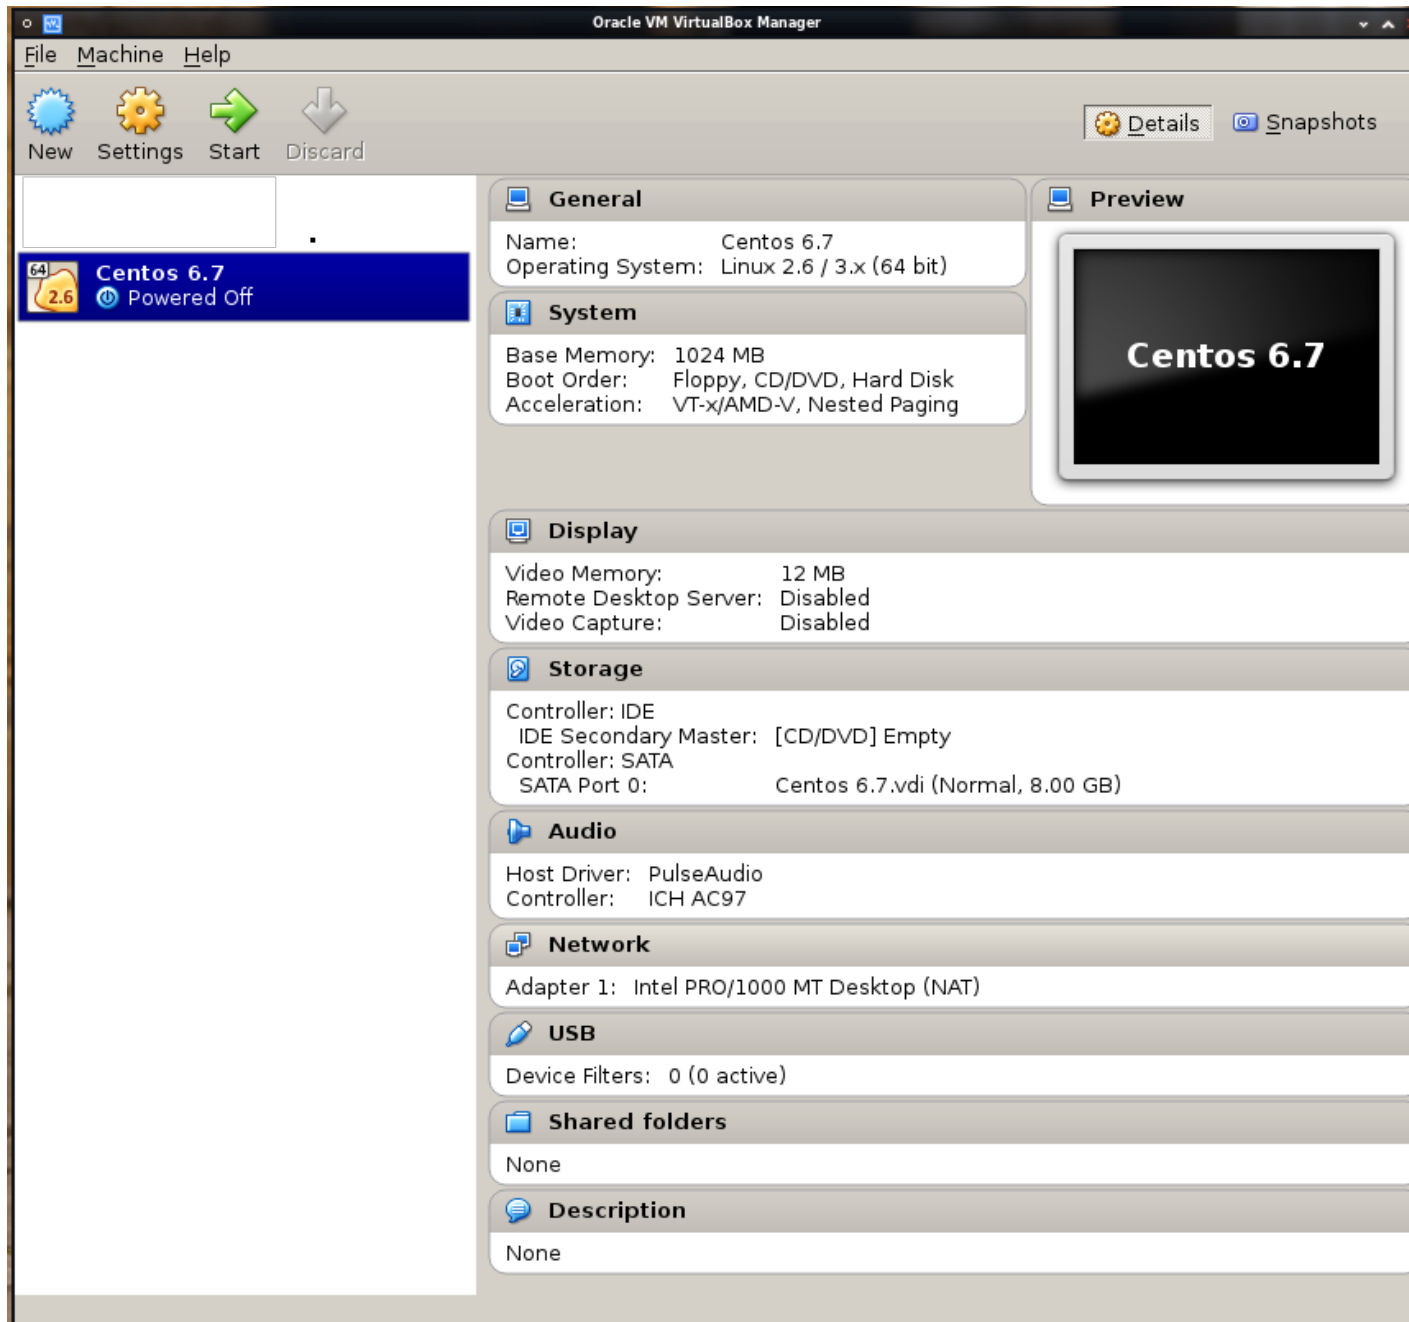 Oracle VM VirtualBox Manager
File Machine Help
New Settings Start Discard
Details Snapshots
64
2.6
Centos 6.7
Powered Off
General
Name: Centos 6.7
Operating System: Linux 2.6 / 3.x (64 bit)
System
Base Memory: 1024 MB
Boot Order: Floppy, CD/DVD, Hard Disk
Acceleration: VT-x/AMD-V, Nested Paging
Preview
Centos 6.7
Display
Video Memory: 12 MB
Remote Desktop Server: Disabled
Video Capture: Disabled
Storage
Controller: IDE
IDE Secondary Master: [CD/DVD] Empty
Controller: SATA
SATA Port 0: Centos 6.7.vdi (Normal, 8.00 GB)
Audio
Host Driver: PulseAudio
Controller: ICH AC97
Network
Adapter 1: Intel PRO/1000 MT Desktop (NAT)
USB
Device Filters: 0 (0 active)
Shared folders
None
Description
None